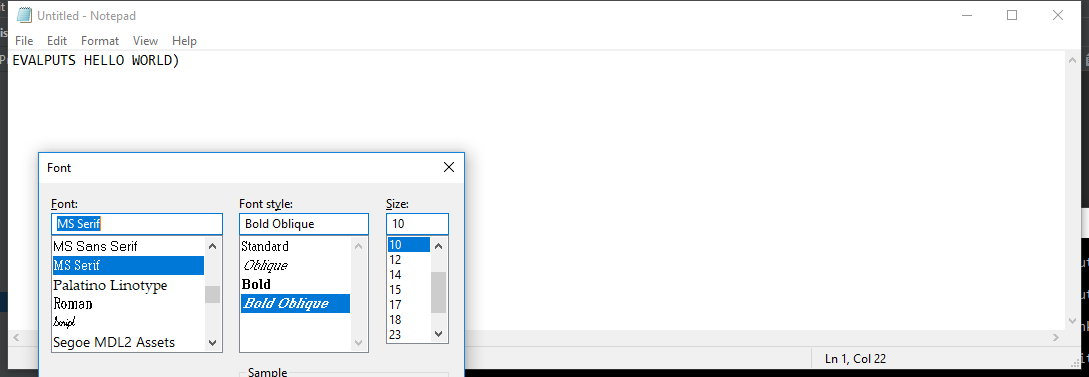 Untitled - Notepad
File Edit Format View Help
EVALPUTS HELLO WORLD)
Font
Font: Font style: Size:
MS Serif Bold Oblique 10
MS Sans Serif Standard 10
MS Serif Oblique 12
Palatino Linotype Bold 14
Roman Bold Oblique 15
Script 17
Segoe MDL2 Assets 18
23
Sample
Ln 1, Col 22